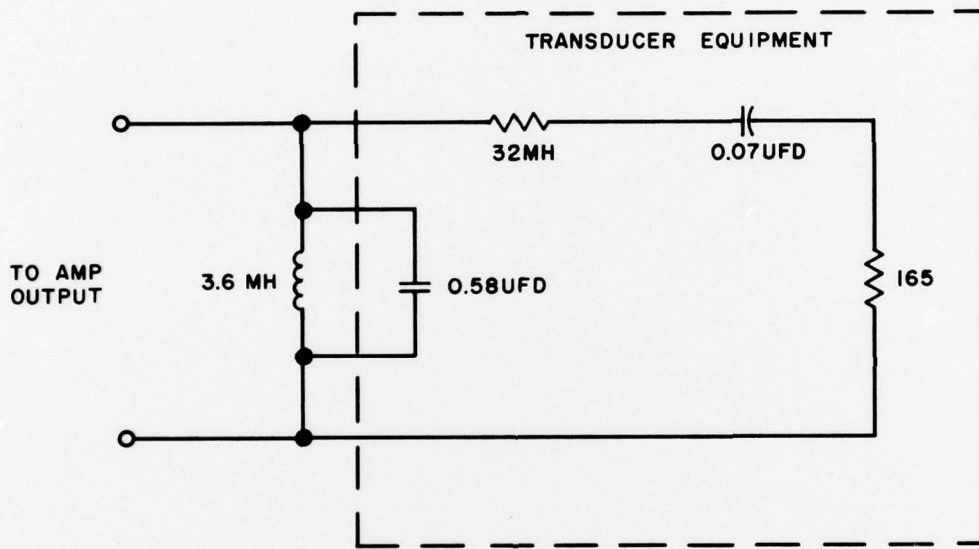 TRANSDUCER EQUIPMENT
32MH
0.07UFD
TO AMP
OUTPUT
3.6 MH
0.58UFD
165